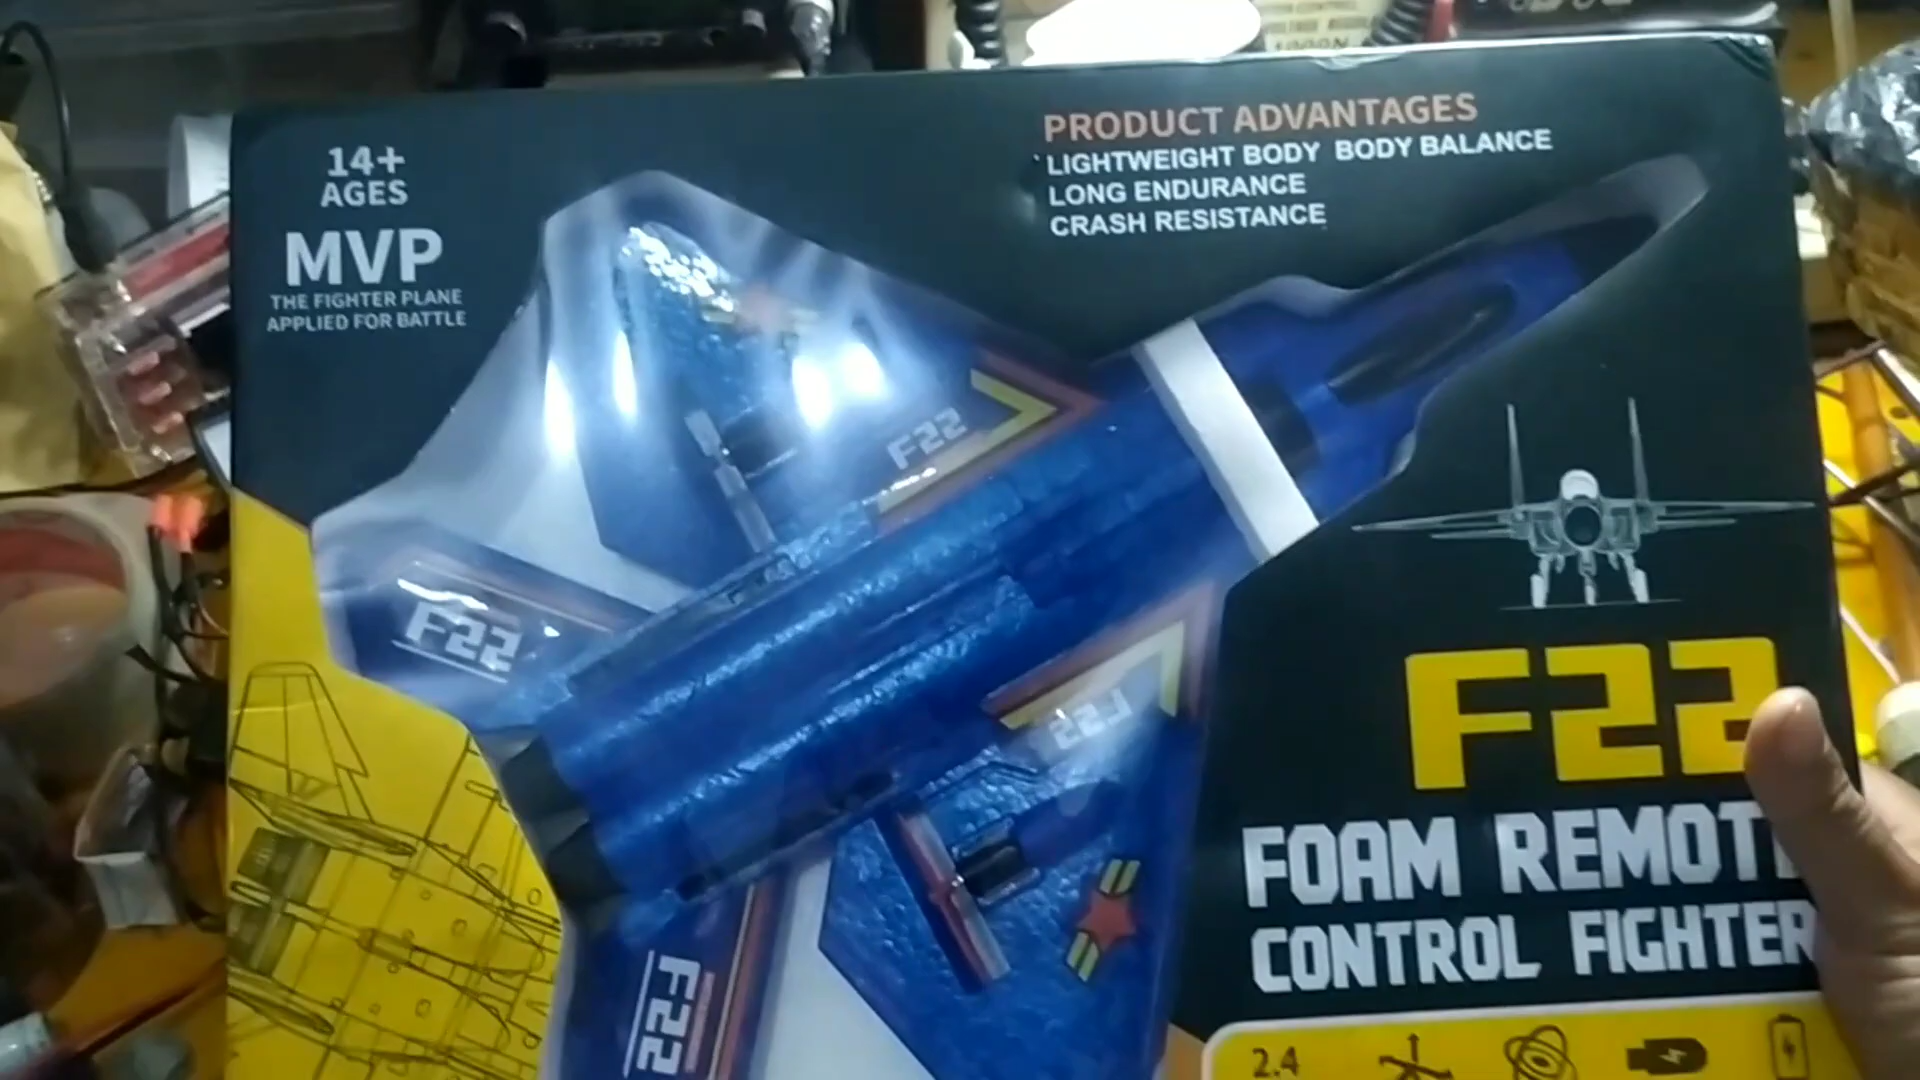 14+
AGES
MVP
THE FIGHTER PLANE
APPLIED FOR BATTLE
PRODUCT ADVANTAGES
LIGHTWEIGHT BODY BODY BALANCE
LONG ENDURANCE
CRASH RESISTANCE
F22
F22
F22
F22
F22
FOAM REMOT
CONTROL FIGHTER
2.4